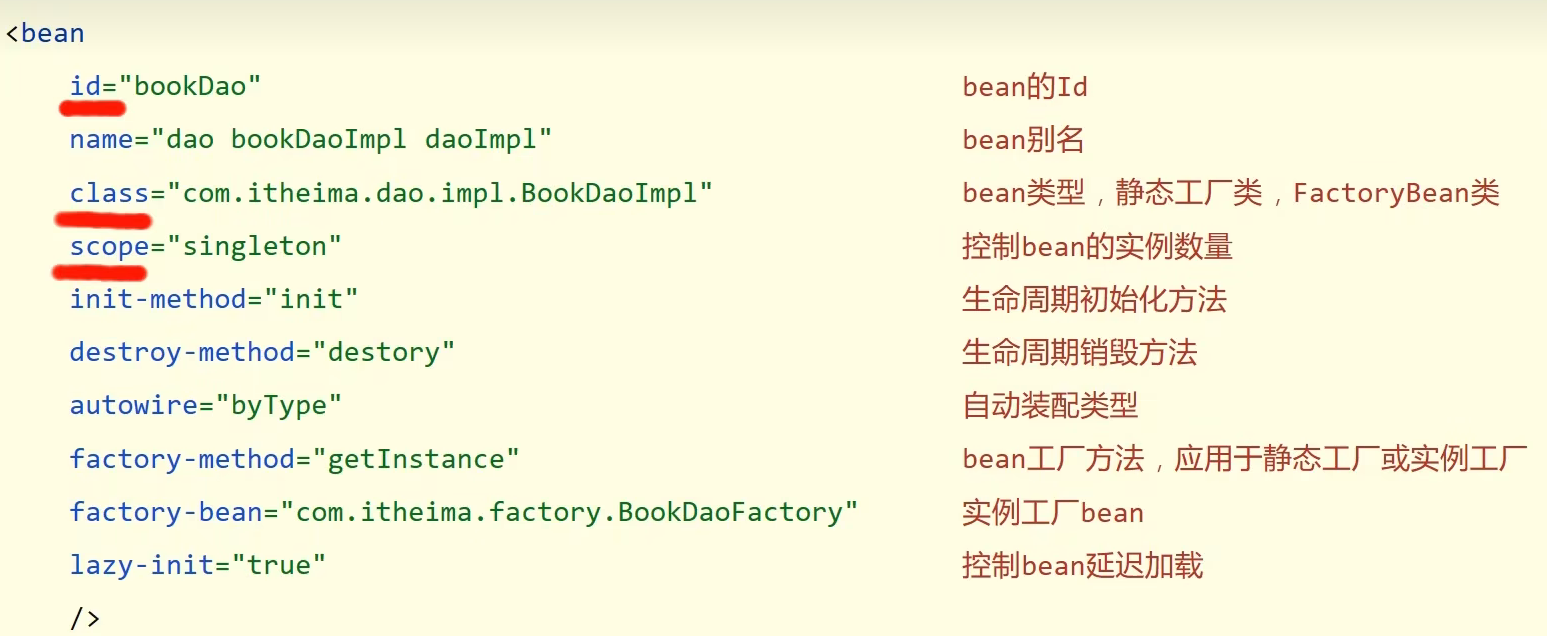 <bean
id="bookDao" bean的Id
name="dao bookDaoImpl daoImpl" bean别名
class="com.itheima.dao.impl.BookDaoImpl" bean类型，静态工厂类，FactoryBean类
scope="singleton" 控制bean的实例数量
init-method="init" 生命周期初始化方法
destroy-method="destory" 生命周期销毁方法
autowire="byType" 自动装配类型
factory-method="getInstance" bean工厂方法，应用于静态工厂或实例工厂
factory-bean="com.itheima.factory.BookDaoFactory" 实例工厂bean
lazy-init="true" 控制bean延迟加载
/>